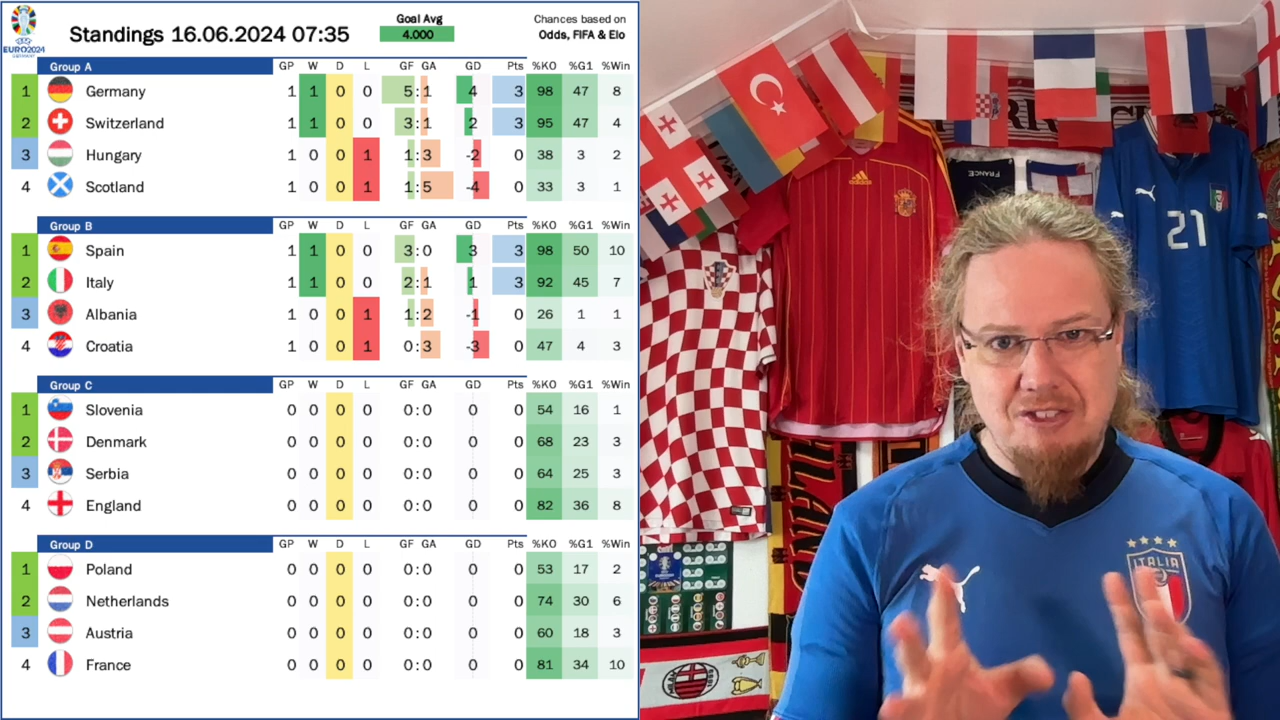 EURO2024
GERMANY
Standings 16.06.2024 07:35
Goal Avg
4.000
Chances based on
Odds, FIFA & Elo
Group A GP W D L GF GA GD Pts %KO %G1 %Win
1 Germany 1 1 0 0 5:1 4 3 98 47 8
2 Switzerland 1 1 0 0 3:1 2 3 95 47 4
3 Hungary 1 0 0 1 1:3 -2 0 38 3 2
4 Scotland 1 0 0 1 1:5 -4 0 33 3 1
Group B GP W D L GF GA GD Pts %KO %G1 %Win
1 Spain 1 1 0 0 3:0 3 3 98 50 10
2 Italy 1 1 0 0 2:1 1 3 92 45 7
3 Albania 1 0 0 1 1:2 -1 0 26 1 1
4 Croatia 1 0 0 1 0:3 -3 0 47 4 3
Group C GP W D L GF GA GD Pts %KO %G1 %Win
1 Slovenia 0 0 0 0 0:0 0 0 54 16 1
2 Denmark 0 0 0 0 0:0 0 0 68 23 3
3 Serbia 0 0 0 0 0:0 0 0 64 25 3
4 England 0 0 0 0 0:0 0 0 82 36 8
Group D GP W D L GF GA GD Pts %KO %G1 %Win
1 Poland 0 0 0 0 0:0 0 0 53 17 2
2 Netherlands 0 0 0 0 0:0 0 0 74 30 6
3 Austria 0 0 0 0 0:0 0 0 60 18 3
4 France 0 0 0 0 0:0 0 0 81 34 10
FRANCE
21
ITALIA